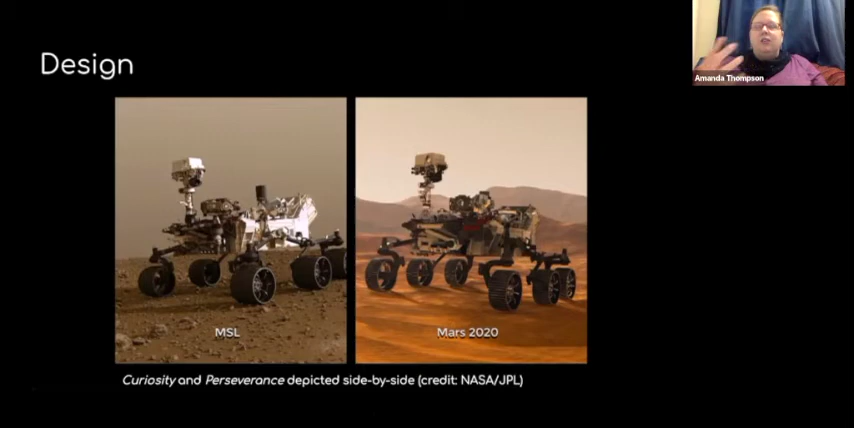 Design
Amanda Thompson
MSL
Mars 2020
Curiosity and Perseverance depicted side-by-side (credit: NASA/JPL)